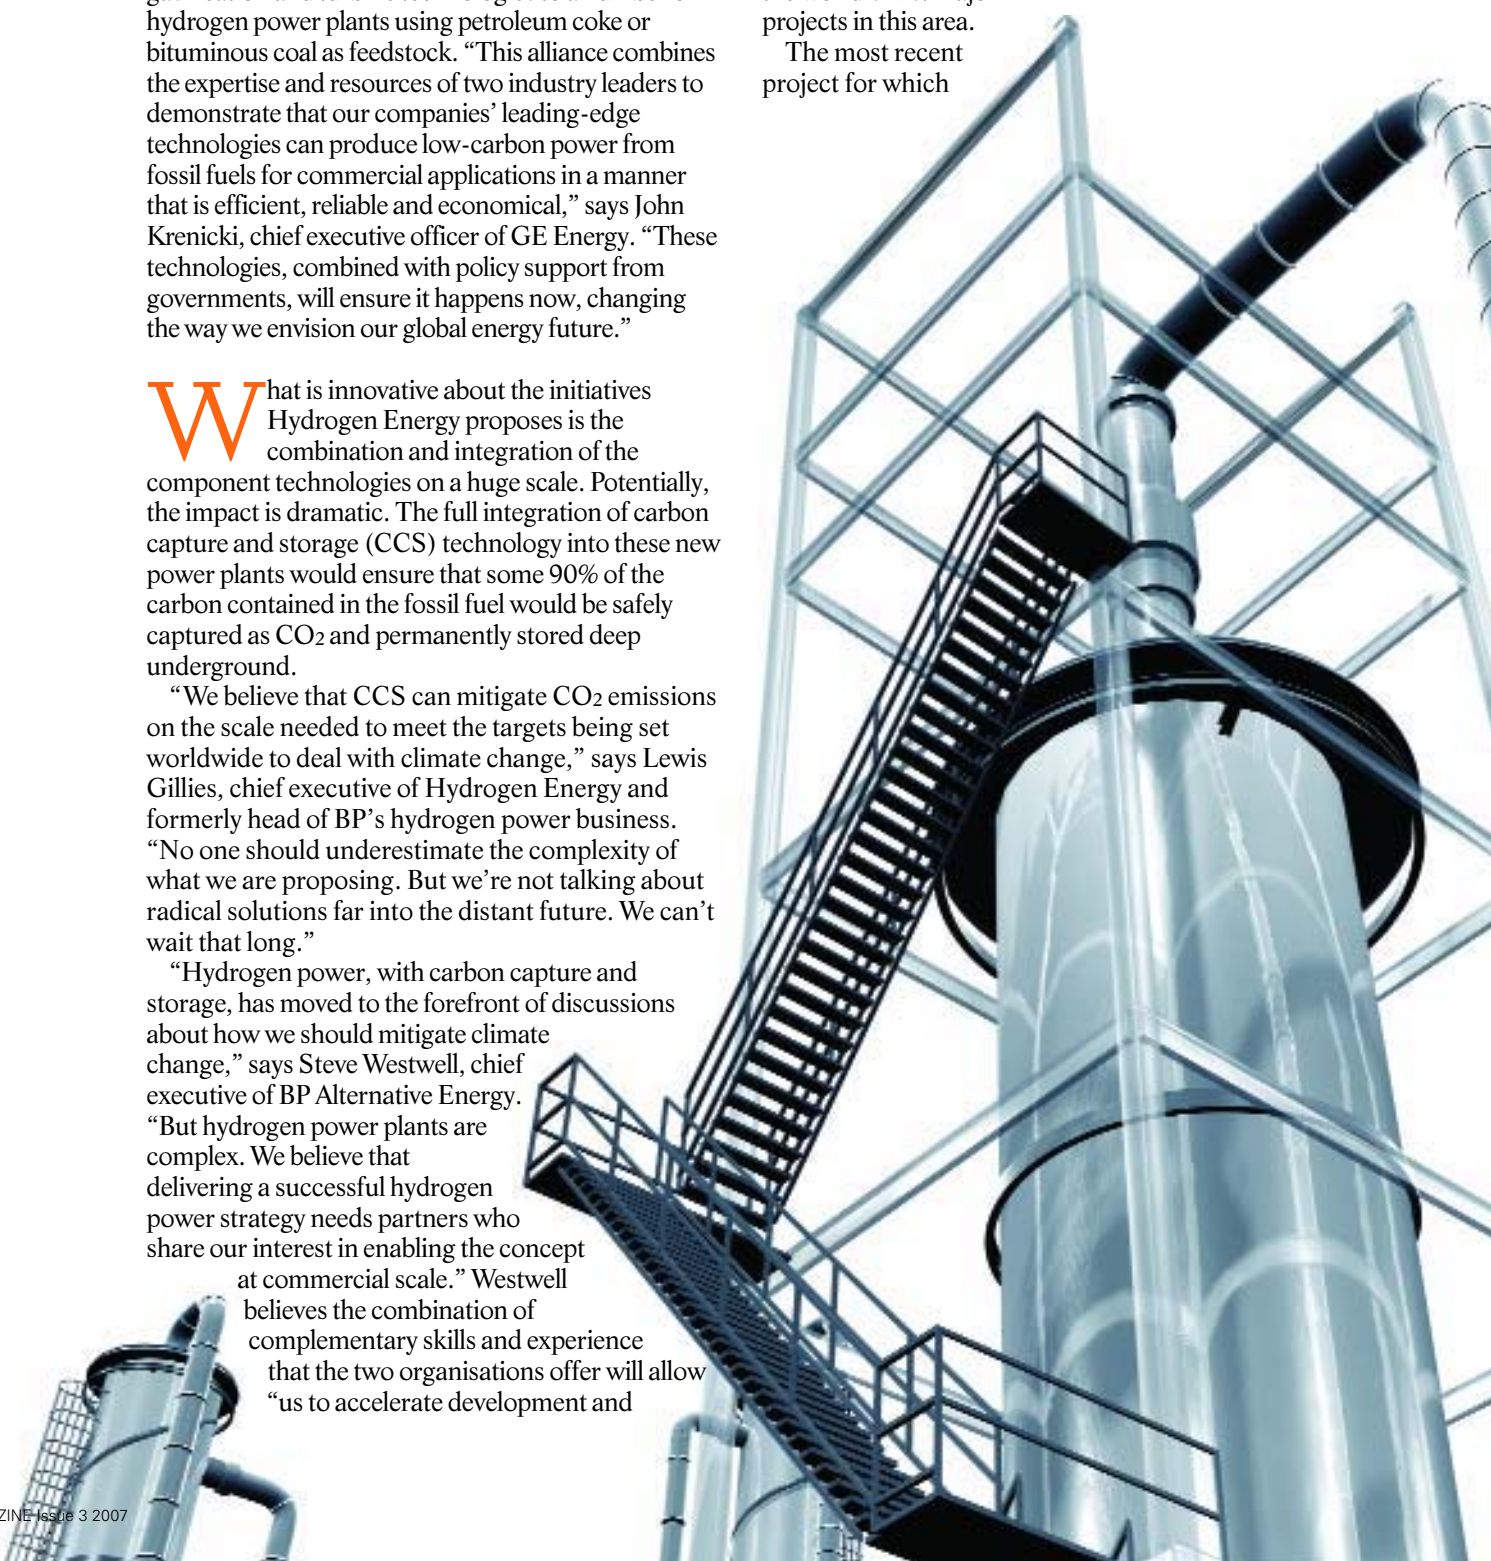 hydrogen power plants using petroleum coke or
bituminous coal as feedstock. “This alliance combines
the expertise and resources of two industry leaders to
demonstrate that our companies’ leading-edge
technologies can produce low-carbon power from
fossil fuels for commercial applications in a manner
that is efficient, reliable and economical,” says John
Krenicki, chief executive officer of GE Energy. “These
technologies, combined with policy support from
governments, will ensure it happens now, changing
the way we envision our global energy future.”
What is innovative about the initiatives
Hydrogen Energy proposes is the
combination and integration of the
component technologies on a huge scale. Potentially,
the impact is dramatic. The full integration of carbon
capture and storage (CCS) technology into these new
power plants would ensure that some 90% of the
carbon contained in the fossil fuel would be safely
captured as CO2 and permanently stored deep
underground.
“We believe that CCS can mitigate CO2 emissions
on the scale needed to meet the targets being set
worldwide to deal with climate change,” says Lewis
Gillies, chief executive of Hydrogen Energy and
formerly head of BP’s hydrogen power business.
“No one should underestimate the complexity of
what we are proposing. But we’re not talking about
radical solutions far into the distant future. We can’t
wait that long.”
“Hydrogen power, with carbon capture and
storage, has moved to the forefront of discussions
about how we should mitigate climate
change,” says Steve Westwell, chief
executive of BP Alternative Energy.
“But hydrogen power plants are
complex. We believe that
delivering a successful hydrogen
power strategy needs partners who
share our interest in enabling the concept
at commercial scale.” Westwell
believes the combination of
complementary skills and experience
that the two organisations offer will allow
“us to accelerate development and
projects in this area.
The most recent
project for which
ZINE Issue 3 2007